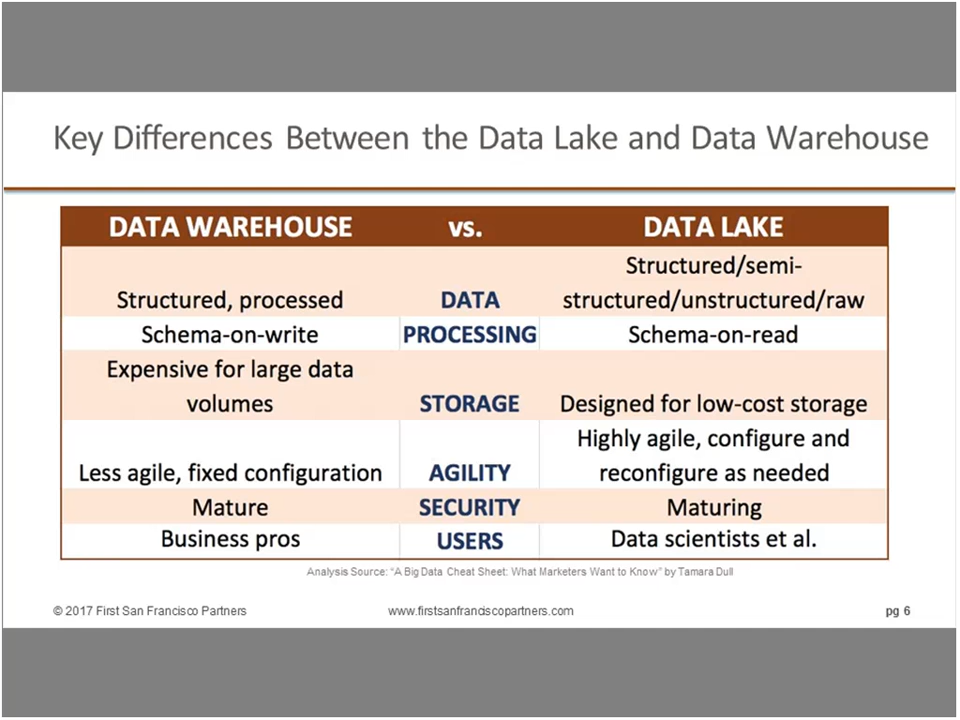 Key Differences Between the Data Lake and Data Warehouse
DATA WAREHOUSE vs. DATA LAKE
Structured/semi-
Structured, processed DATA structured/unstructured/raw
Schema-on-write PROCESSING Schema-on-read
Expensive for large data
volumes STORAGE Designed for low-cost storage
Highly agile, configure and
Less agile, fixed configuration AGILITY reconfigure as needed
Mature SECURITY Maturing
Business pros USERS Data scientists et al.
Analysis Source: “A Big Data Cheat Sheet: What Marketers Want to Know” by Tamara Dull
© 2017 First San Francisco Partners www.firstsanfranciscopartners.com pg 6